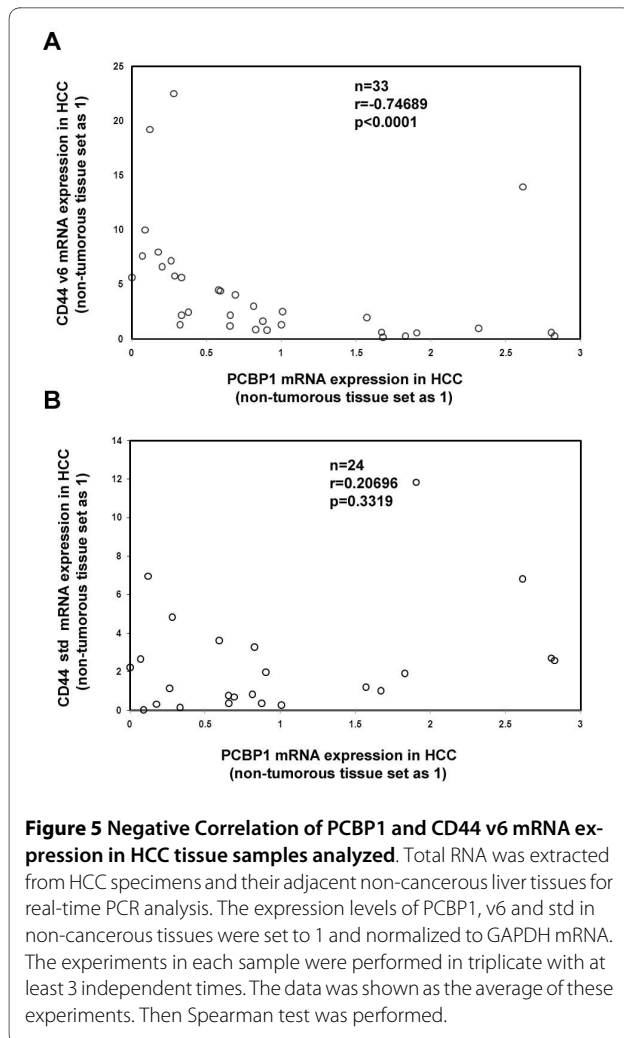 A
25
20
15
10
5
0
CD44 v6 mRNA expression in HCC
(non-tumorous tissue set as 1)
n=33
r=-0.74689
p<0.0001
0
0.5
1
1.5
2
2.5
3
PCBP1 mRNA expression in HCC
(non-tumorous tissue set as 1)
B
14
12
10
8
6
4
2
0
CD44 std mRNA expression in HCC
(non-tumorous tissue set as 1)
n=24
r=0.20696
p=0.3319
0
0.5
1
1.5
2
2.5
3
PCBP1 mRNA expression in HCC
(non-tumorous tissue set as 1)
Figure 5 Negative Correlation of PCBP1 and CD44 v6 mRNA ex-
pression in HCC tissue samples analyzed. Total RNA was extracted
from HCC specimens and their adjacent non-cancerous liver tissues for
real-time PCR analysis. The expression levels of PCBP1, v6 and std in
non-cancerous tissues were set to 1 and normalized to GAPDH mRNA.
The experiments in each sample were performed in triplicate with at
least 3 independent times. The data was shown as the average of these
experiments. Then Spearman test was performed.